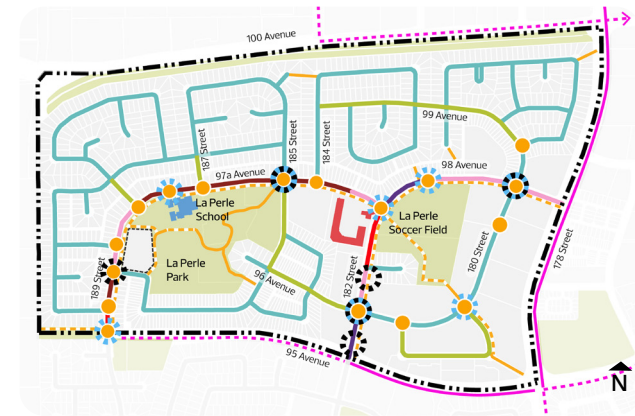 100 Avenue
99 Avenue
187 Street
185 Street
184 Street
98 Avenue
97a Avenue
La Perle
School
La Perle
Soccer Field
La Perle
Park
96 Avenue
189 Street
182 Street
180 Street
178 Street
95 Avenue
N